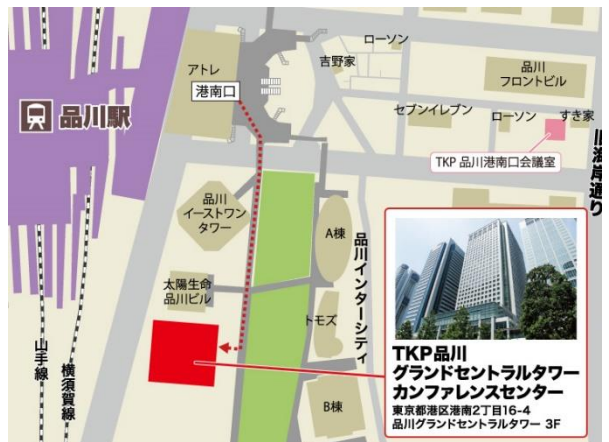 ローソン
アトレ
吉野家
品川
フロントビル
港南口
品川駅
セブンイレブン
ローソン
すき家
TKP 品川港南口会議室
旧海岸通り
品川
イーストワン
タワー
A棟
品川インターシティ
太陽生命
品川ビル
トモズ
山手線
横須賀線
B棟
TKP品川
グランドセントラルタワー
カンファレンスセンター
東京都港区港南2丁目16-4
品川グランドセントラルタワー 3F